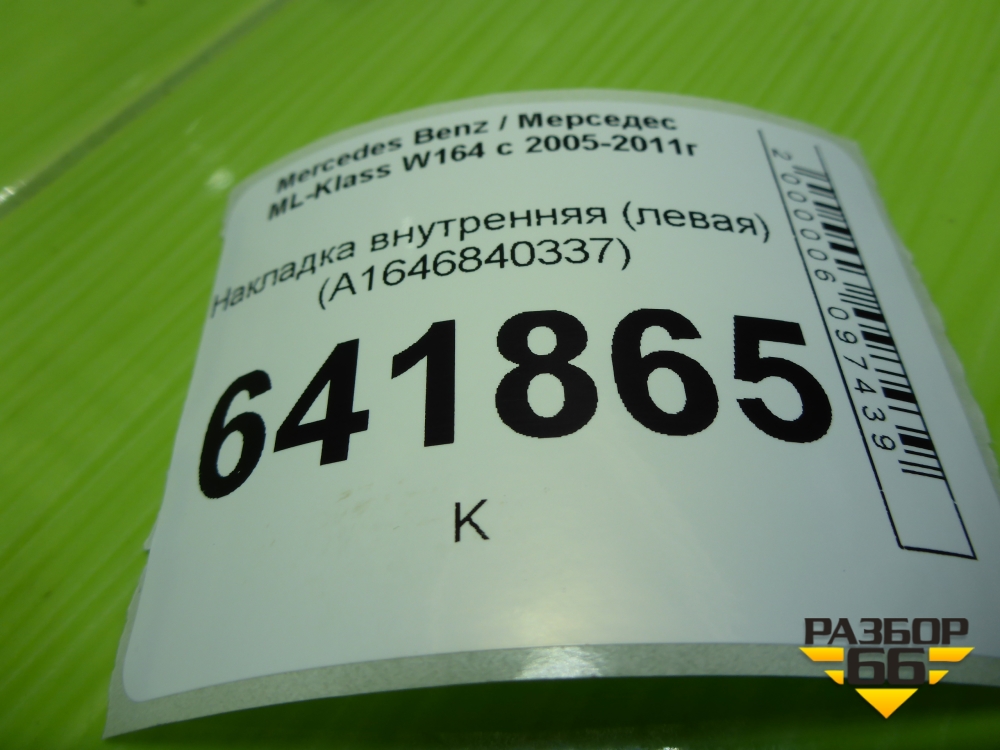 Mercedes Benz / Мерседес
ML-Klass W164 с 2005-2011г
Накладка внутренняя (левая)
(A1646840337)
641865
К
2000006097439
РАЗБОР
66